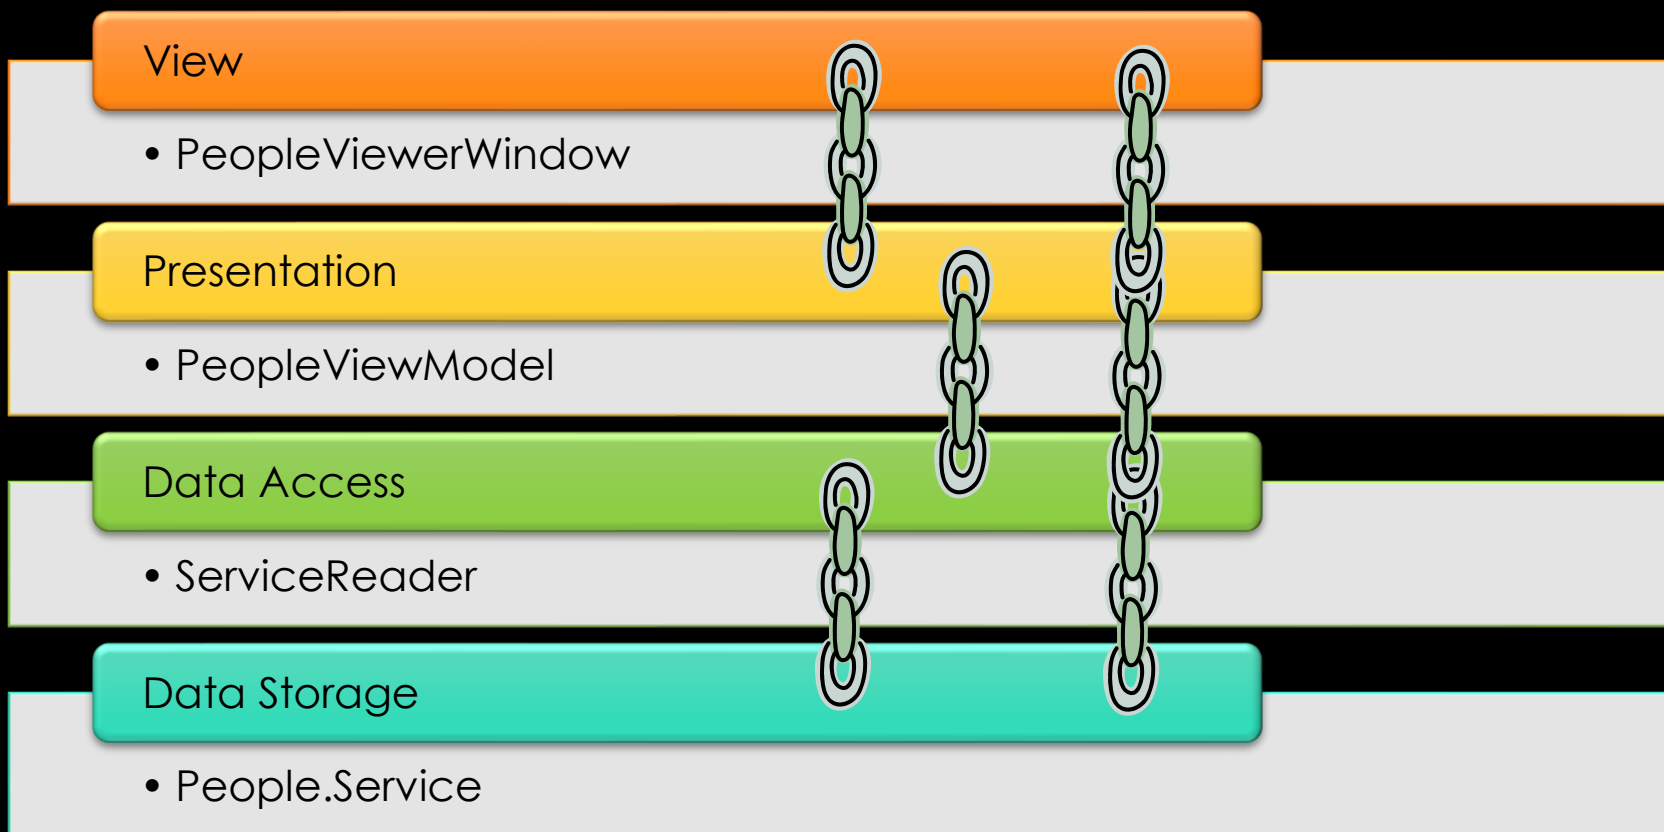 View
• PeopleViewerWindow
Presentation
• PeopleViewModel
Data Access
• ServiceReader
Data Storage
• People.Service